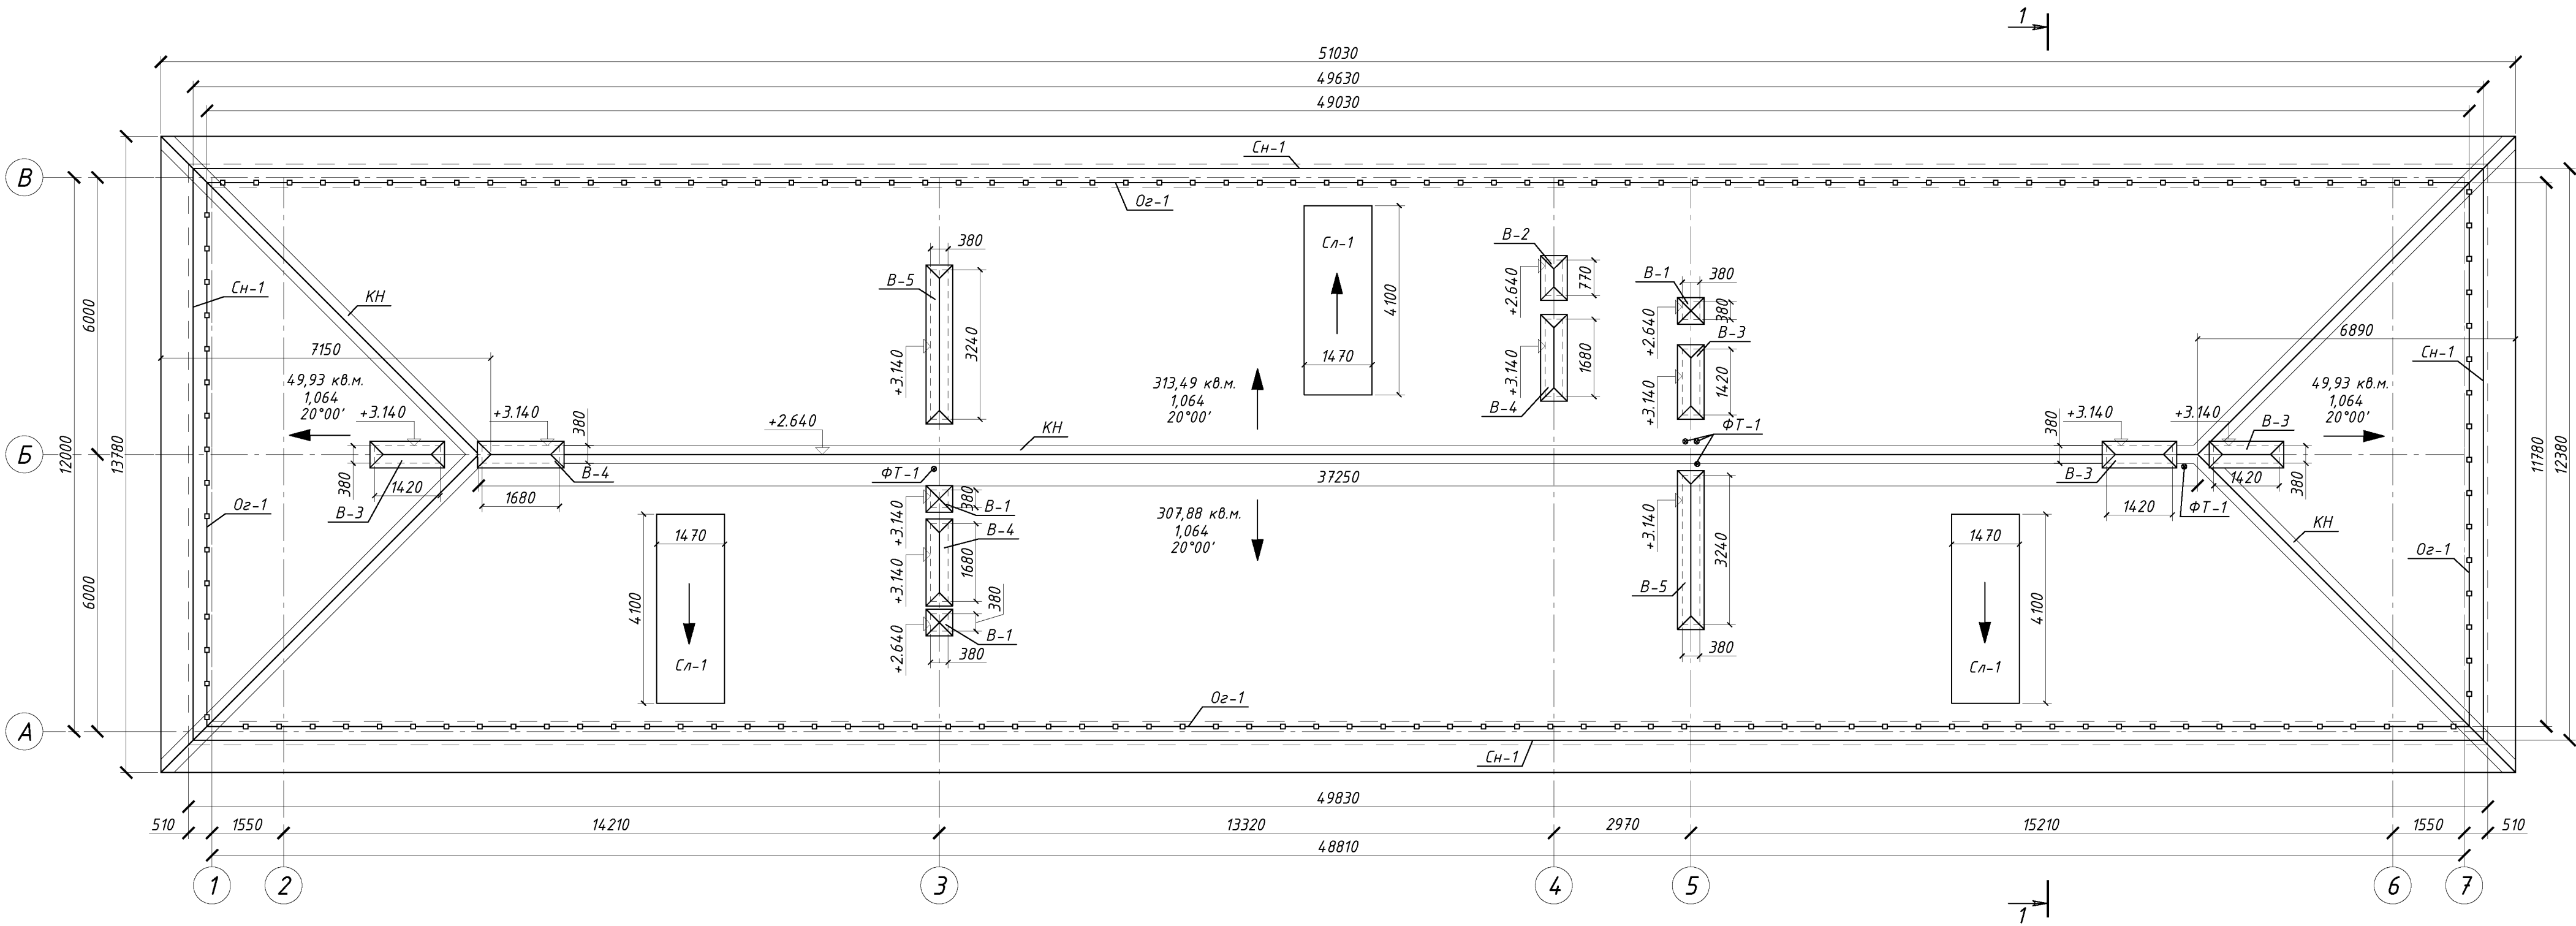 1
51030
49630
49030
Сн-1
Ог-1
В
Б
А
6000
6000
12000
13780
Сн-1
КН
7150
49,93 кв.м.
1,064
20°00'
+3.140
+3.140
380
380
1420
В-3
1680
В-4
Ог-1
+2.640
КН
37250
В-5
380
3240
+3.140
ФТ-1
+3.140
380
В-1
В-4
+3.140
1680
380
В-1
+2.640
380
1470
4100
Сл-1
313,49 кв.м.
1,064
20°00'
307,88 кв.м.
1,064
20°00'
Сл-1
1470
4100
В-2
+2.640
770
+3.140
1680
В-4
В-1
380
380
+2.640
В-3
+3.140
1420
ФТ-1
+3.140
3240
В-5
380
6890
Сн-1
49,93 кв.м.
1,064
20°00'
380
+3.140
+3.140
В-3
В-3
1420
1420
380
ФТ-1
КН
Ог-1
1470
4100
Сл-1
11780
12380
Ог-1
Сн-1
49830
510
1550
14210
13320
2970
15210
1550
510
48810
1
2
3
4
5
6
7
1